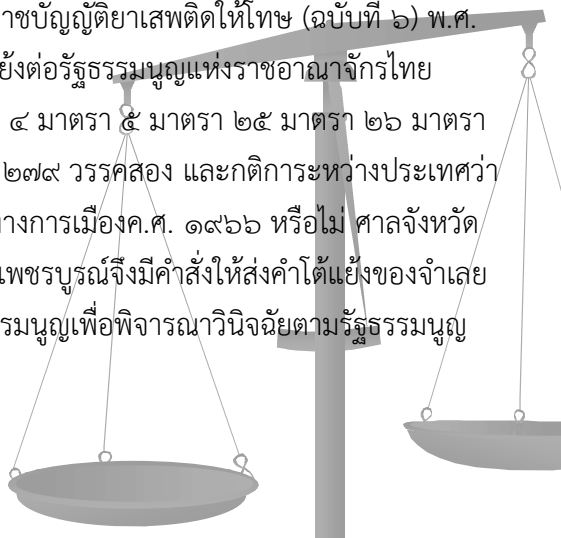 าชบัญญัติยาเสพติดให้โทษ (ฉบับที่ ๖) พ.ศ.
ย้งต่อรัฐธรรมนูญแห่งราชอาณาจักรไทย
๔ มาตรา ๕ มาตรา ๒๕ มาตรา ๒๖ มาตรา
๒๗๙ วรรคสอง และกติการะหว่างประเทศว่า
างการเมืองค.ศ. ๑๙๖๖ หรือไม่ ศาลจังหวัด
เพชรบูรณ์จึงมีคำสั่งให้ส่งคำโต้แย้งของจำเลย
รมนูญเพื่อพิจารณาวินิจฉัยตามรัฐธรรมนูญ